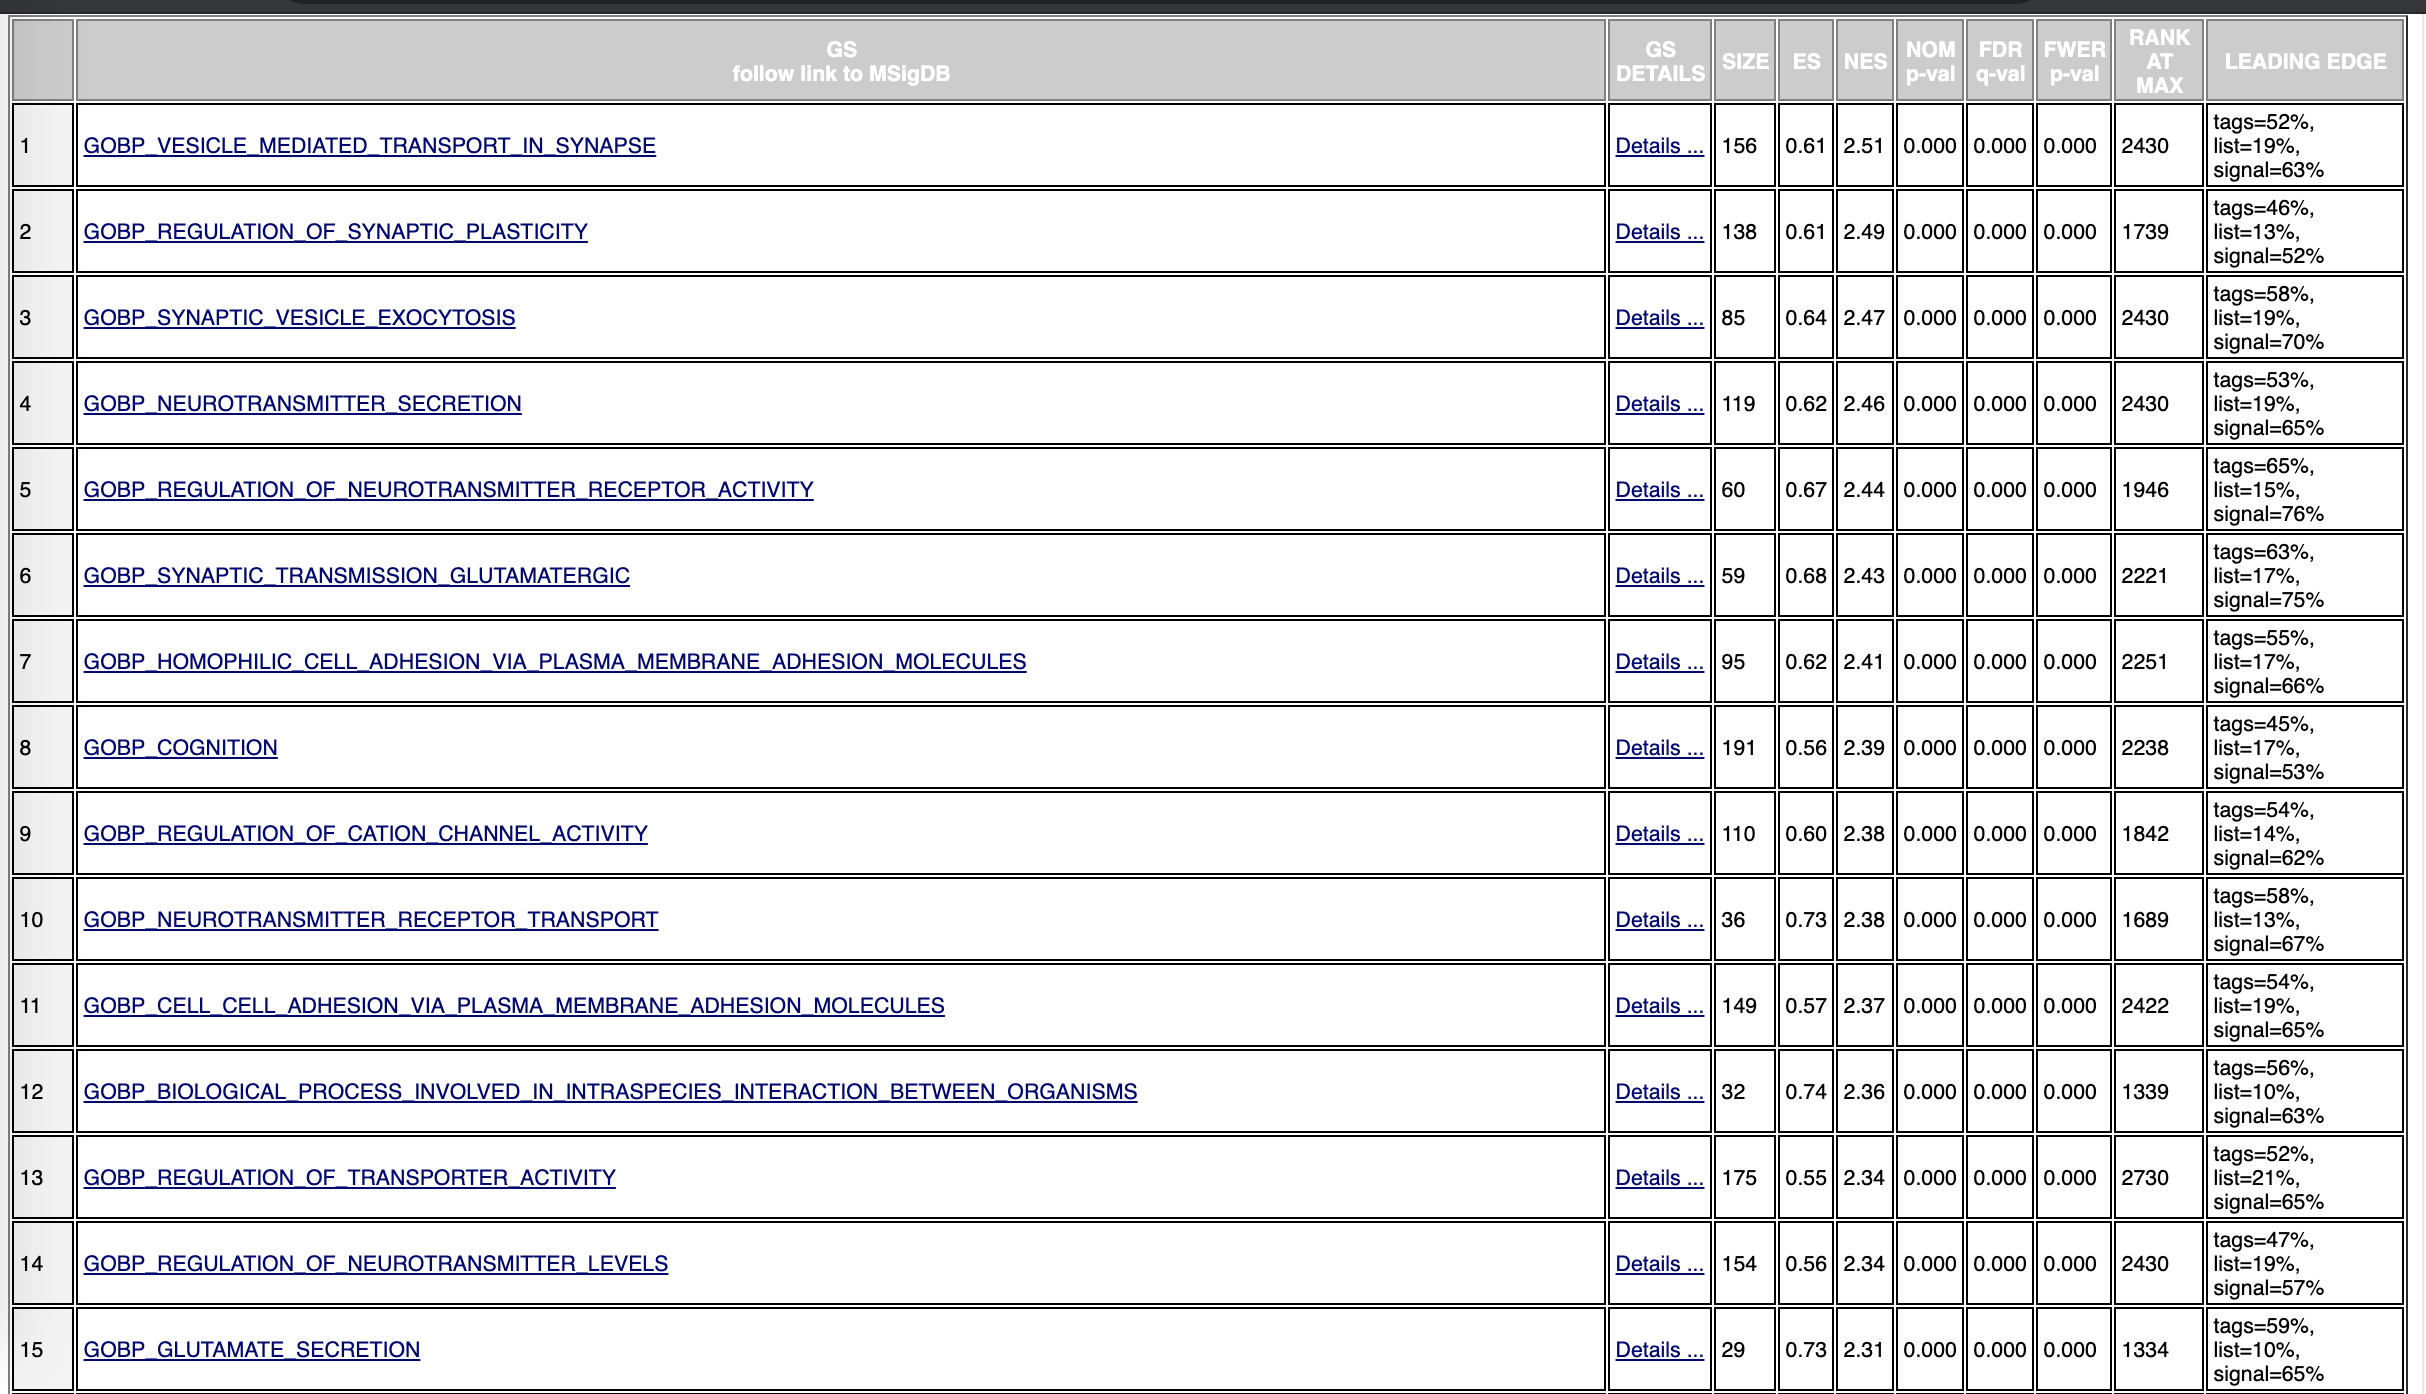 GS
follow link to MSigDB
GS
DETAILS
SIZE
ES
NES
NOM
p-val
FDR
q-val
FWER
p-val
RANK
AT
MAX
LEADING EDGE
1 GOBP_VESICLE_MEDIATED_TRANSPORT_IN_SYNAPSE Details ... 156 0.61 2.51 0.000 0.000 0.000 2430 tags=52%,
list=19%,
signal=63%
2 GOBP_REGULATION_OF_SYNAPTIC_PLASTICITY Details ... 138 0.61 2.49 0.000 0.000 0.000 1739 tags=46%,
list=13%,
signal=52%
3 GOBP_SYNAPTIC_VESICLE_EXOCYTOSIS Details ... 85 0.64 2.47 0.000 0.000 0.000 2430 tags=58%,
list=19%,
signal=70%
4 GOBP_NEUROTRANSMITTER_SECRETION Details ... 119 0.62 2.46 0.000 0.000 0.000 2430 tags=53%,
list=19%,
signal=65%
5 GOBP_REGULATION_OF_NEUROTRANSMITTER_RECEPTOR_ACTIVITY Details ... 60 0.67 2.44 0.000 0.000 0.000 1946 tags=65%,
list=15%,
signal=76%
6 GOBP_SYNAPTIC_TRANSMISSION_GLUTAMATERGIC Details ... 59 0.68 2.43 0.000 0.000 0.000 2221 tags=63%,
list=17%,
signal=75%
7 GOBP_HOMOPHILIC_CELL_ADHESION_VIA_PLASMA_MEMBRANE_ADHESION_MOLECULES Details ... 95 0.62 2.41 0.000 0.000 0.000 2251 tags=55%,
list=17%,
signal=66%
8 GOBP_COGNITION Details ... 191 0.56 2.39 0.000 0.000 0.000 2238 tags=45%,
list=17%,
signal=53%
9 GOBP_REGULATION_OF_CATION_CHANNEL_ACTIVITY Details ... 110 0.60 2.38 0.000 0.000 0.000 1842 tags=54%,
list=14%,
signal=62%
10 GOBP_NEUROTRANSMITTER_RECEPTOR_TRANSPORT Details ... 36 0.73 2.38 0.000 0.000 0.000 1689 tags=58%,
list=13%,
signal=67%
11 GOBP_CELL_CELL_ADHESION_VIA_PLASMA_MEMBRANE_ADHESION_MOLECULES Details ... 149 0.57 2.37 0.000 0.000 0.000 2422 tags=54%,
list=19%,
signal=65%
12 GOBP_BIOLOGICAL_PROCESS_INVOLVED_IN_INTRASPECIES_INTERACTION_BETWEEN_ORGANISMS Details ... 32 0.74 2.36 0.000 0.000 0.000 1339 tags=56%,
list=10%,
signal=63%
13 GOBP_REGULATION_OF_TRANSPORTER_ACTIVITY Details ... 175 0.55 2.34 0.000 0.000 0.000 2730 tags=52%,
list=21%,
signal=65%
14 GOBP_REGULATION_OF_NEUROTRANSMITTER_LEVELS Details ... 154 0.56 2.34 0.000 0.000 0.000 2430 tags=47%,
list=19%,
signal=57%
15 GOBP_GLUTAMATE_SECRETION Details ... 29 0.73 2.31 0.000 0.000 0.000 1334 tags=59%,
list=10%,
signal=65%